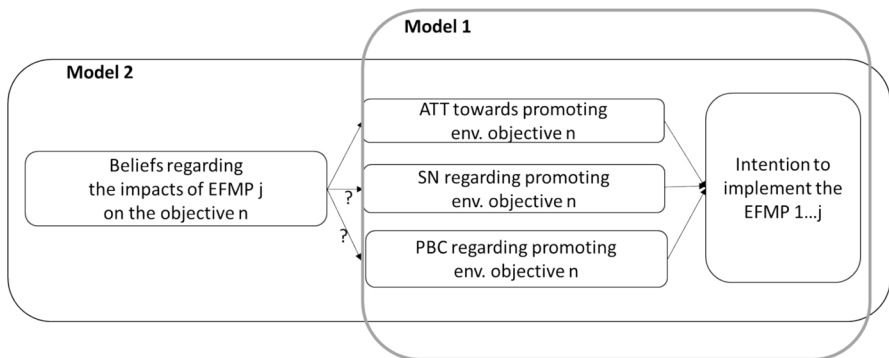 Model 1
Model 2
ATT towards promoting
env. objective n
Beliefs regarding
the impacts of EFMP j
on the objective n
?
?
SN regarding promoting
env. objective n
PBC regarding promoting
env. objective n
Intention to
implement the
EFMP 1...j